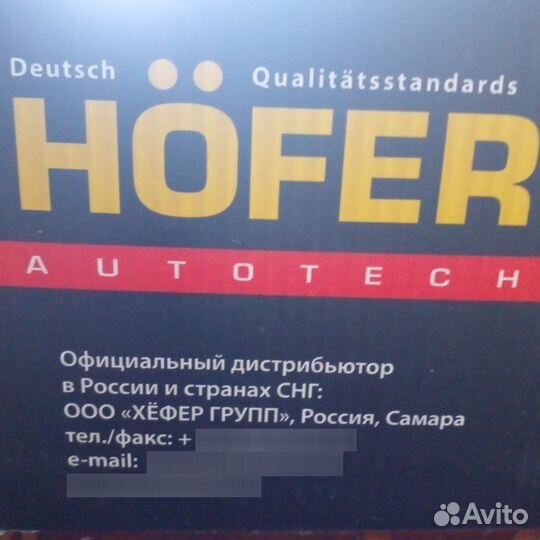 Deutsch Qualitätsstandards
HÖFER
AUTOTECH
Официальный дистрибьютор
в России и странах СНГ:
ООО «ХЁФЕР ГРУПП», Россия, Самара
тел./факс: +
e-mail:
Avito